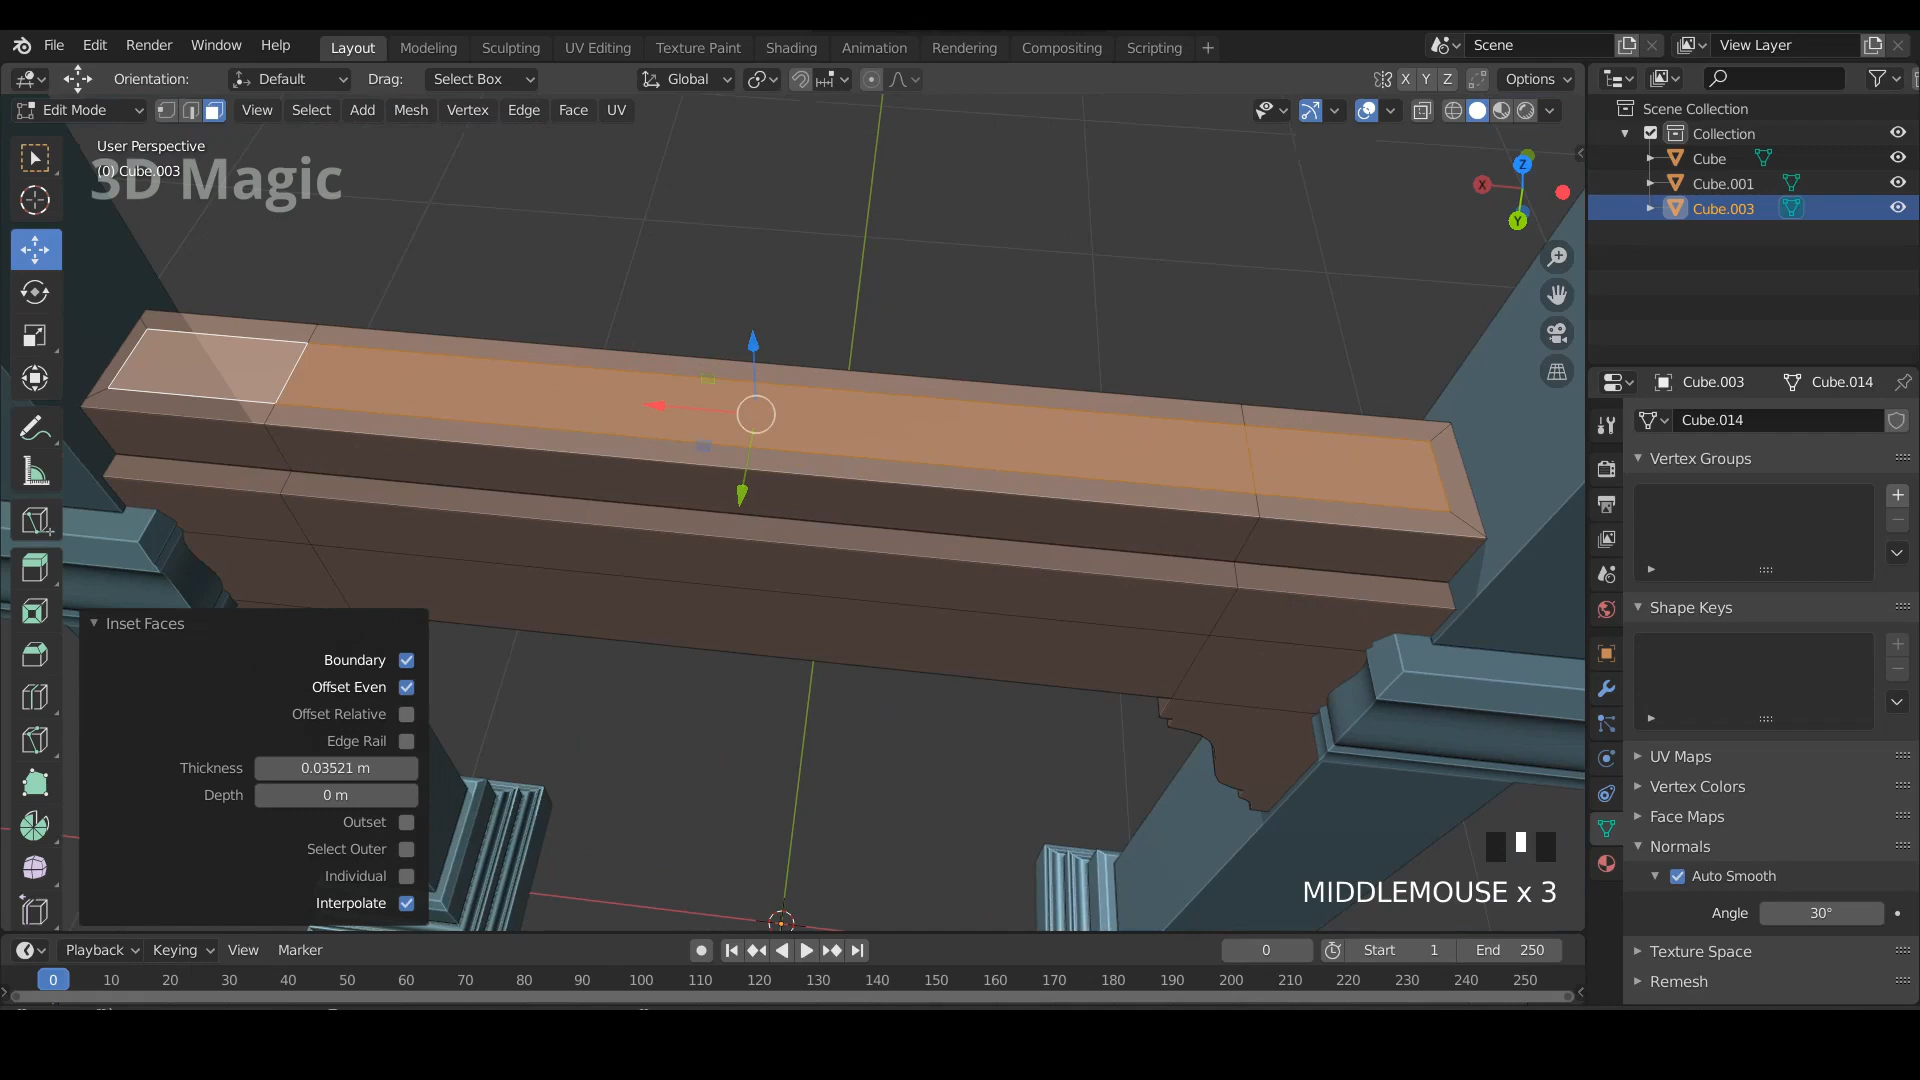 File Edit Render Window Help Layout Modeling Sculpting UV Editing Texture Paint Shading Animation Rendering Compositing Scripting + Scene View Layer
Orientation: Default Drag: Select Box Global X Y Z Options
Edit Mode View Select Add Mesh Vertex Edge Face UV
User Perspective
(0) Cube.003
3D Magic
Z
X
Y
Scene Collection
Collection
Cube
Cube.001
Cube.003
Cube.003 Cube.014
Cube.014
Vertex Groups
Shape Keys
UV Maps
Vertex Colors
Face Maps
Normals
Auto Smooth
Angle 30°
Texture Space
Remesh
Inset Faces
Boundary
Offset Even
Offset Relative
Edge Rail
Thickness 0.03521 m
Depth 0 m
Outset
Select Outer
Individual
Interpolate
MIDDLEMOUSE x 3
Playback Keying View Marker 0 Start 1 End 250
0 10 20 30 40 50 60 70 80 90 100 110 120 130 140 150 160 170 180 190 200 210 220 230 240 250